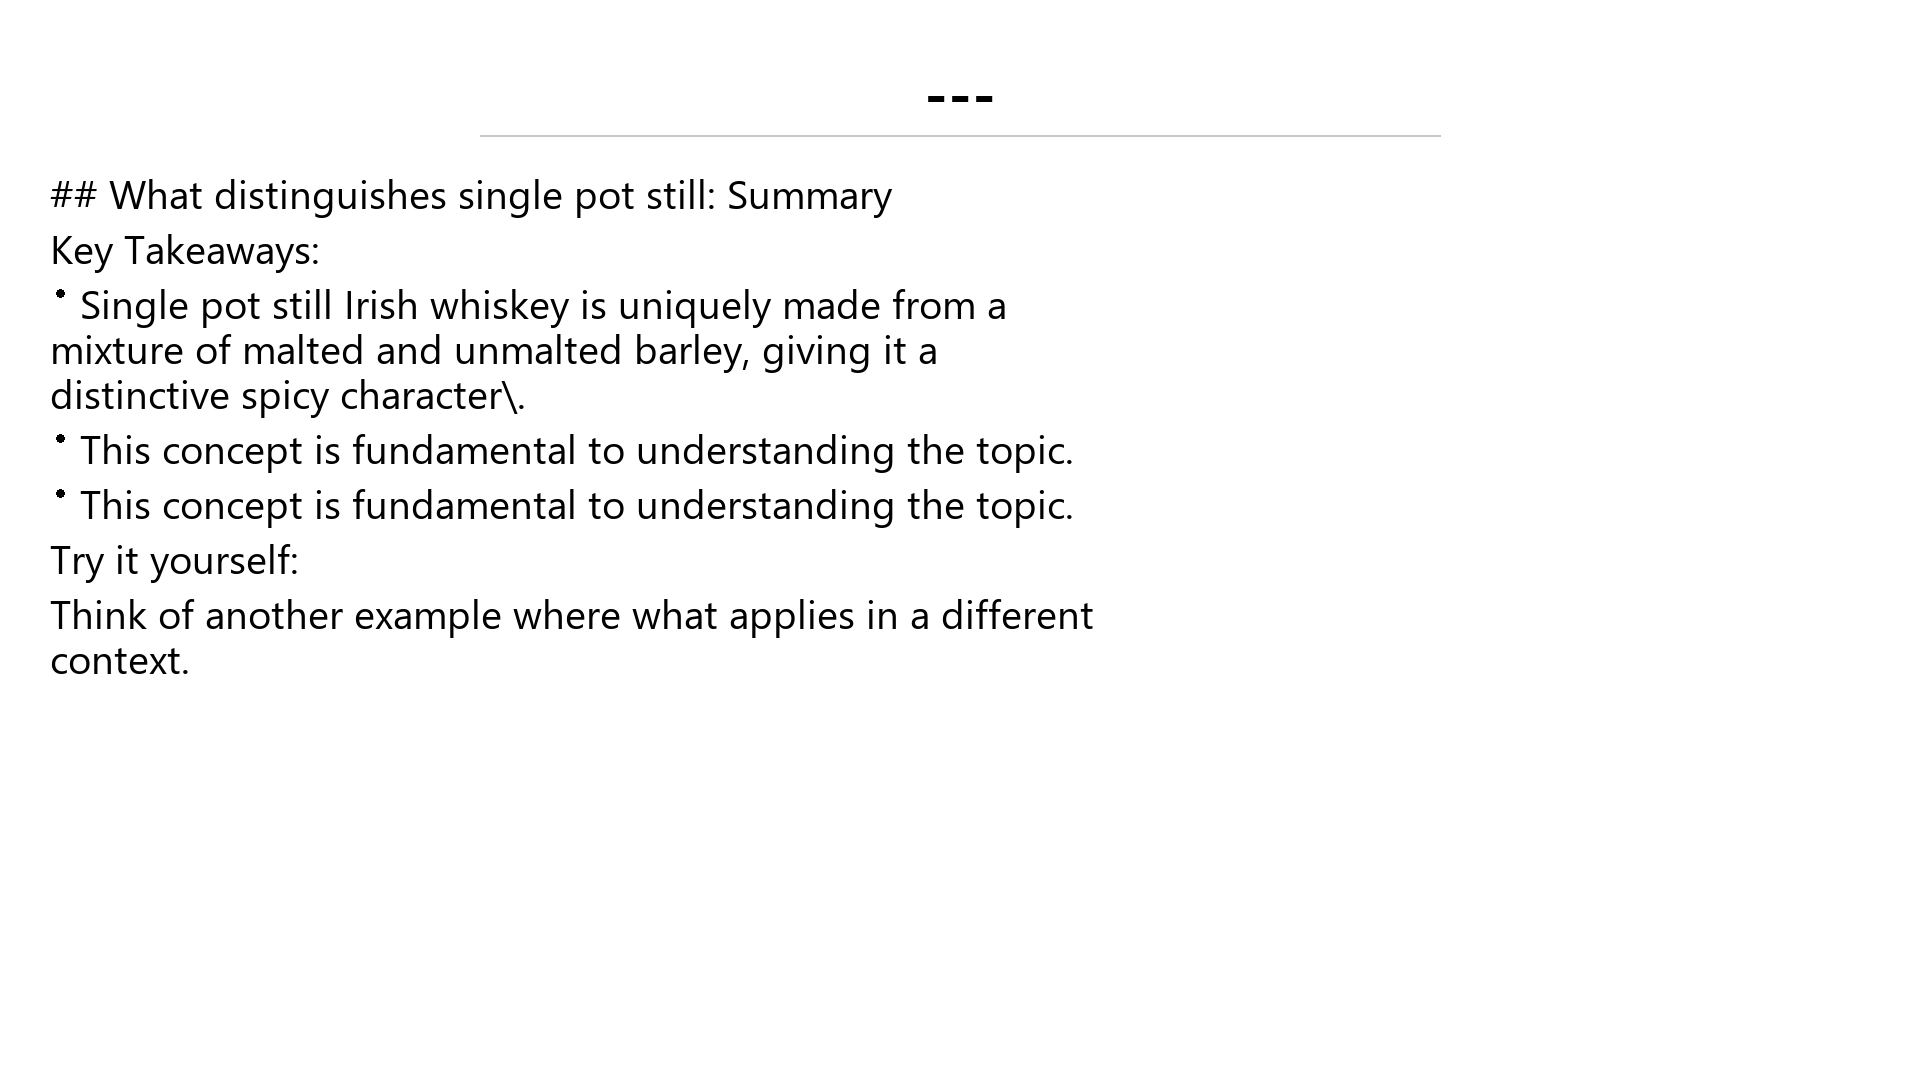 ---
## What distinguishes single pot still: Summary
Key Takeaways:
• Single pot still Irish whiskey is uniquely made from a
mixture of malted and unmalted barley, giving it a
distinctive spicy character\.
• This concept is fundamental to understanding the topic.
• This concept is fundamental to understanding the topic.
Try it yourself:
Think of another example where what applies in a different
context.